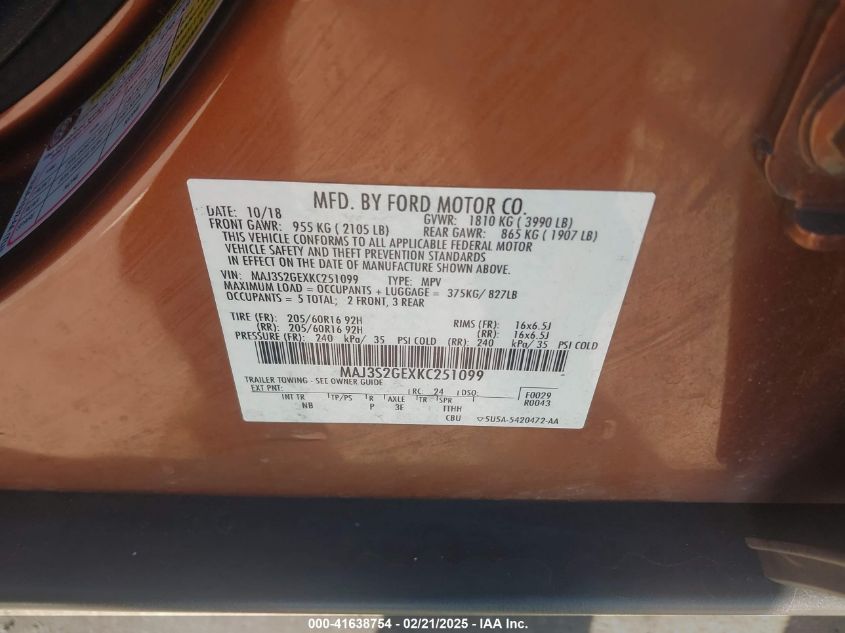 MFD. BY FORD MOTOR CO.
DATE: 10/18 GVWR: 1810 KG ( 3990 LB)
FRONT GAWR: 955 KG ( 2105 LB) REAR GAWR: 865 KG ( 1907 LB)
THIS VEHICLE CONFORMS TO ALL APPLICABLE FEDERAL MOTOR
VEHICLE SAFETY AND THEFT PREVENTION STANDARDS
IN EFFECT ON THE DATE OF MANUFACTURE SHOWN ABOVE.
VIN: MAJ3S2GEXKC251099 TYPE: MPV
MAXIMUM LOAD = OCCUPANTS + LUGGAGE = 375KG/ 827LB
OCCUPANTS = 5 TOTAL; 2 FRONT, 3 REAR
TIRE (FR): 205/60R16 92H RIMS (FR): 16x6.5J
(RR): 205/60R16 92H (RR): 16x6.5J
PRESSURE (FR): 240 kPa/ 35 PSI COLD (RR): 240 kPa/ 35 PSI COLD
MAJ3S2GEXKC251099
TRAILER TOWING - SEE OWNER GUIDE
EXT PNT: RC: 24 DSO: F0029
R0043
INT TR TP/PS R AXLE TR SPR
NB P 3E ITHH
CBU 5U5A-5420472-AA
000-41638754 - 02/21/2025 - IAA Inc.